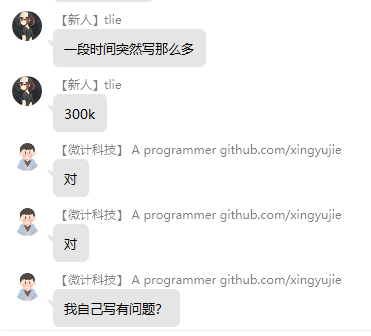 【新人】tlie
一段时间突然写那么多
【新人】tlie
300k
【微计科技】 A programmer github.com/xingyujie
对
【微计科技】 A programmer github.com/xingyujie
对
【微计科技】 A programmer github.com/xingyujie
我自己写有问题?